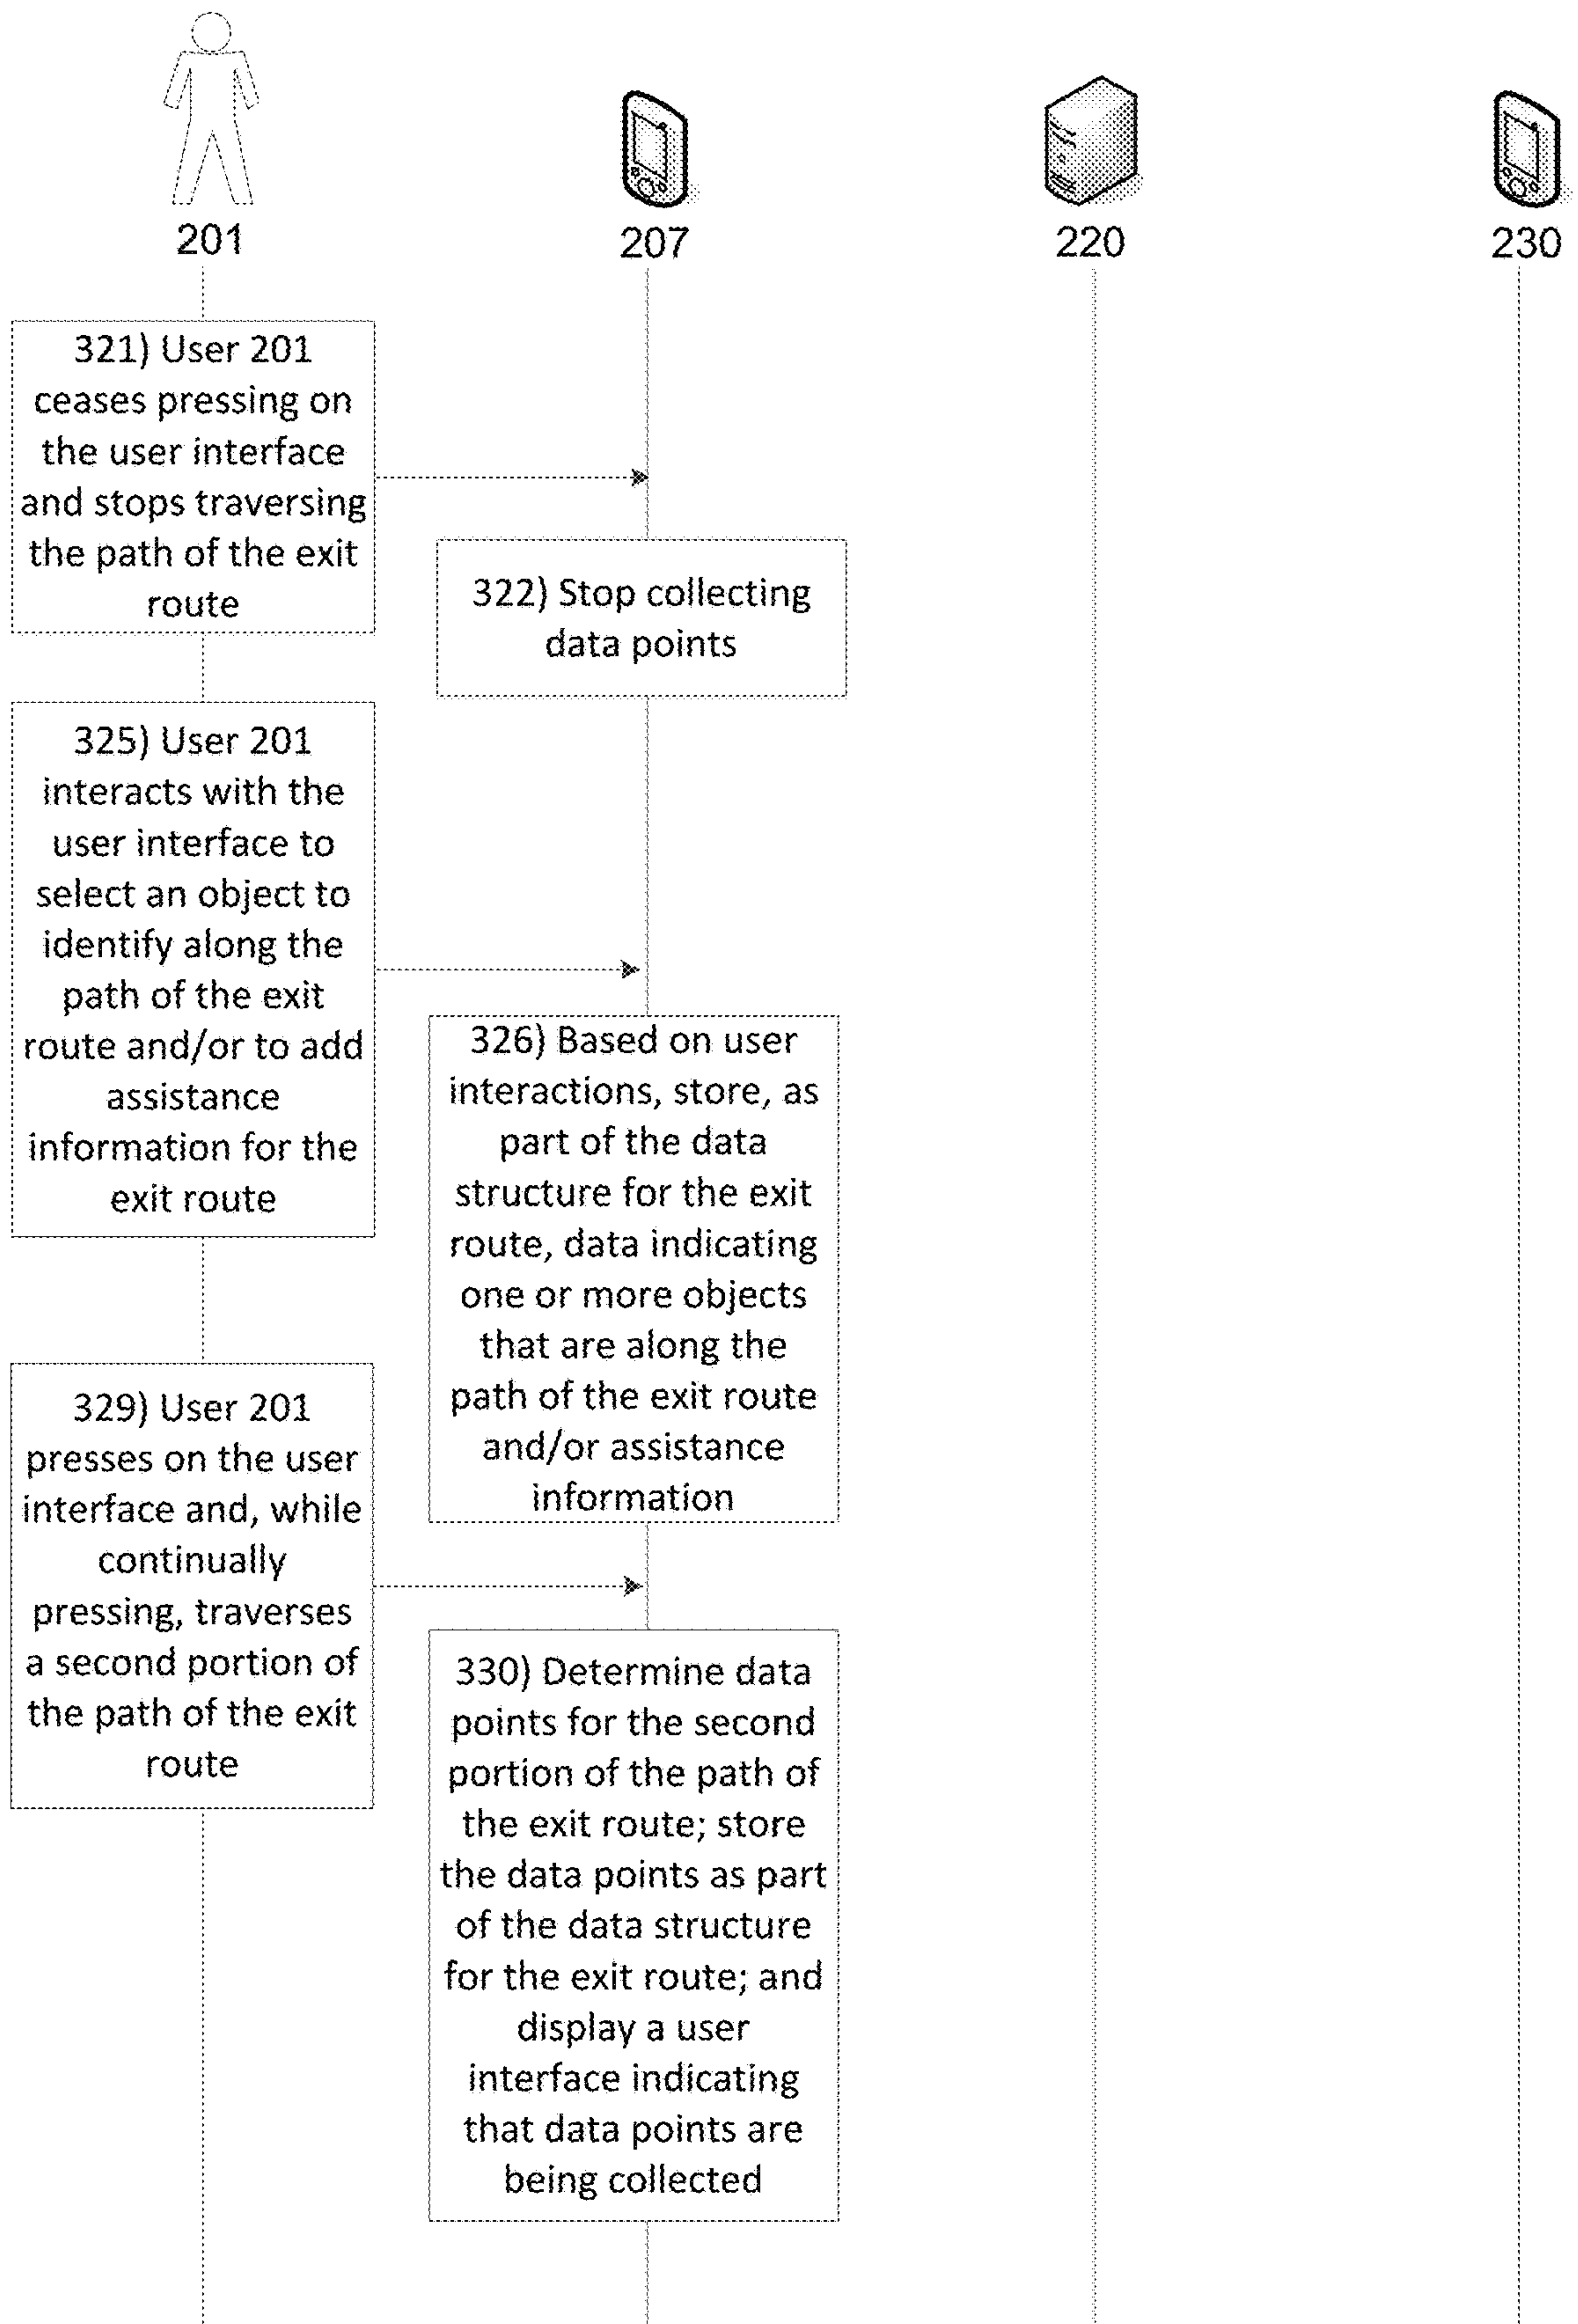 201
207
220
230
321) User 201
ceases pressing on
the user interface
and stops traversing
the path of the exit
route
322) Stop collecting
data points
325) User 201
interacts with the
user interface to
select an object to
identify along the
path of the exit
route and/or to add
assistance
information for the
exit route
326) Based on user
interactions, store, as
part of the data
structure for the exit
route, data indicating
one or more objects
that are along the
path of the exit route
and/or assistance
information
329) User 201
presses on the user
interface and, while
continually
pressing, traverses
a second portion of
the path of the exit
route
330) Determine data
points for the second
portion of the path of
the exit route; store
the data points as part
of the data structure
for the exit route; and
display a user
interface indicating
that data points are
being collected